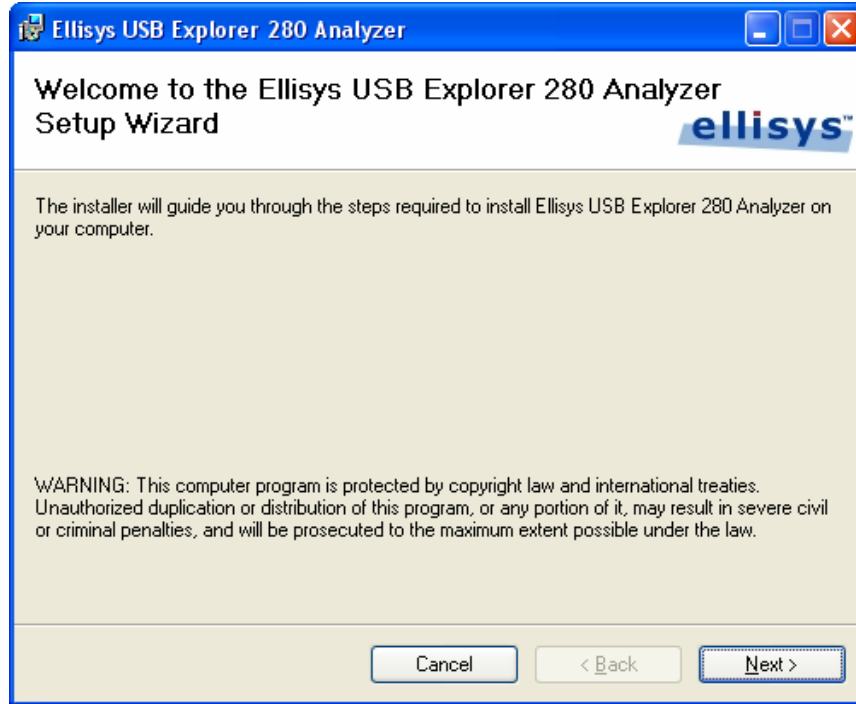 Ellisys USB Explorer 280 Analyzer
Welcome to the Ellisys USB Explorer 280 Analyzer
Setup Wizard
ellisys™
The installer will guide you through the steps required to install Ellisys USB Explorer 280 Analyzer on
your computer.
WARNING: This computer program is protected by copyright law and international treaties.
Unauthorized duplication or distribution of this program, or any portion of it, may result in severe civil
or criminal penalties, and will be prosecuted to the maximum extent possible under the law.
Cancel
< Back
Next >